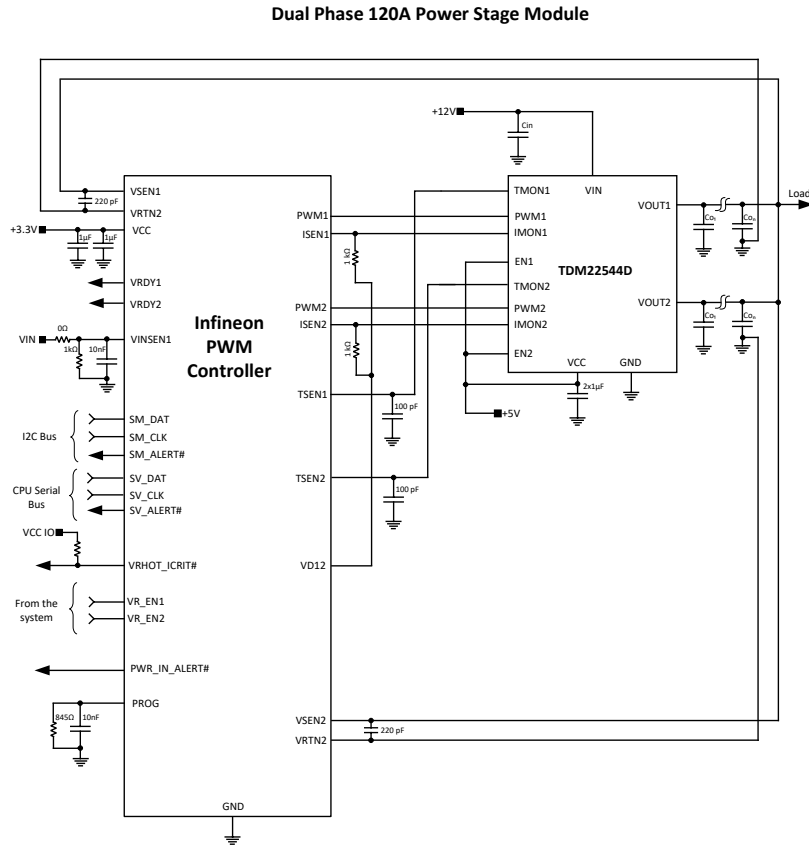 Dual Phase 120A Power Stage Module
+12V
Cin
VSEN1
220 pF
VRTN2
+3.3V
VCC
1µF
1µF
VRDY1
VRDY2
VIN
0Ω
1kΩ
10nF
VINSEN1
I2C Bus
SM_DAT
SM_CLK
SM_ALERT#
CPU Serial
Bus
SV_DAT
SV_CLK
SV_ALERT#
VCC IO
VRHOT_ICRIT#
From the
system
VR_EN1
VR_EN2
PWR_IN_ALERT#
PROG
845Ω
10nF
Infineon
PWM
Controller
GND
PWM1
ISEN1
1 kΩ
PWM2
ISEN2
1 kΩ
TSEN1
100 pF
TSEN2
100 pF
VD12
VSEN2
VRTN2
220 pF
TMON1
VIN
PWM1
IMON1
EN1
TDM22544D
TMON2
PWM2
IMON2
EN2
VCC
GND
2x1µF
+5V
VOUT1
Co₁
Coₙ
Load
VOUT2
Co₁
Coₙ